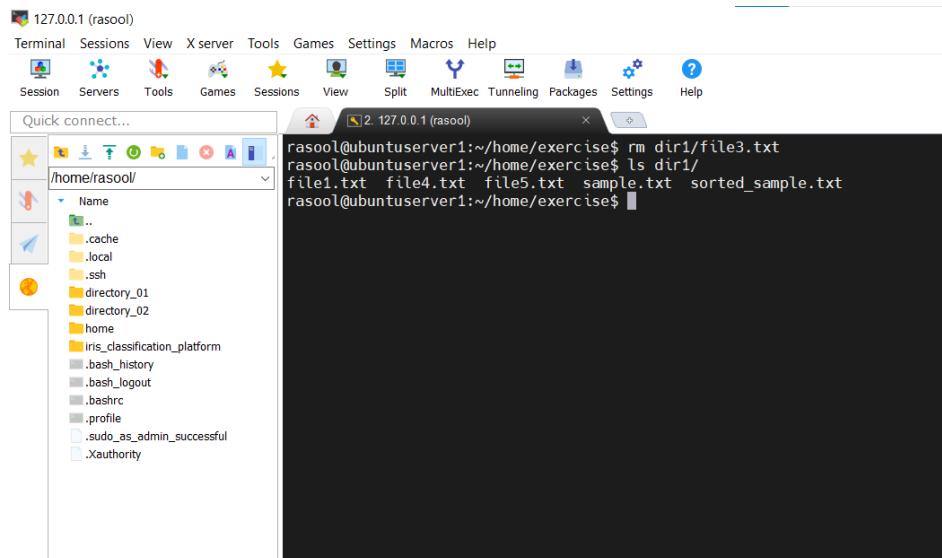 127.0.0.1 (rasool)
Terminal Sessions View X server Tools Games Settings Macros Help
Session Servers Tools Games Sessions View Split MultiExec Tunneling Packages Settings Help
Quick connect...
2. 127.0.0.1 (rasool)
/home/rasool/
Name
..
.cache
.local
.ssh
directory_01
directory_02
home
iris_classification_platform
.bash_history
.bash_logout
.bashrc
.profile
.sudo_as_admin_successful
.Xauthority
rasool@ubuntuserver1:~/home/exercise$ rm dir1/file3.txt
rasool@ubuntuserver1:~/home/exercise$ ls dir1/
file1.txt file4.txt file5.txt sample.txt sorted_sample.txt
rasool@ubuntuserver1:~/home/exercise$